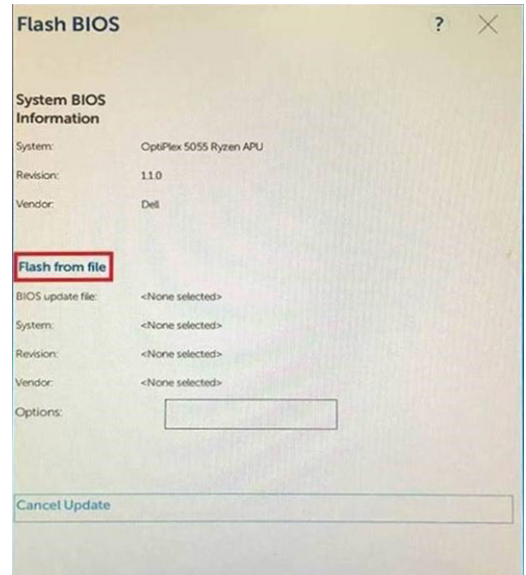 Flash BIOS
?
System BIOS
Information
System: OptiPlex 5055 Ryzen APU
Revision: 1.1.0
Vendor: Dell
Flash from file
BIOS update file: <None selected>
System: <None selected>
Revision: <None selected>
Vendor: <None selected>
Options:
Cancel Update